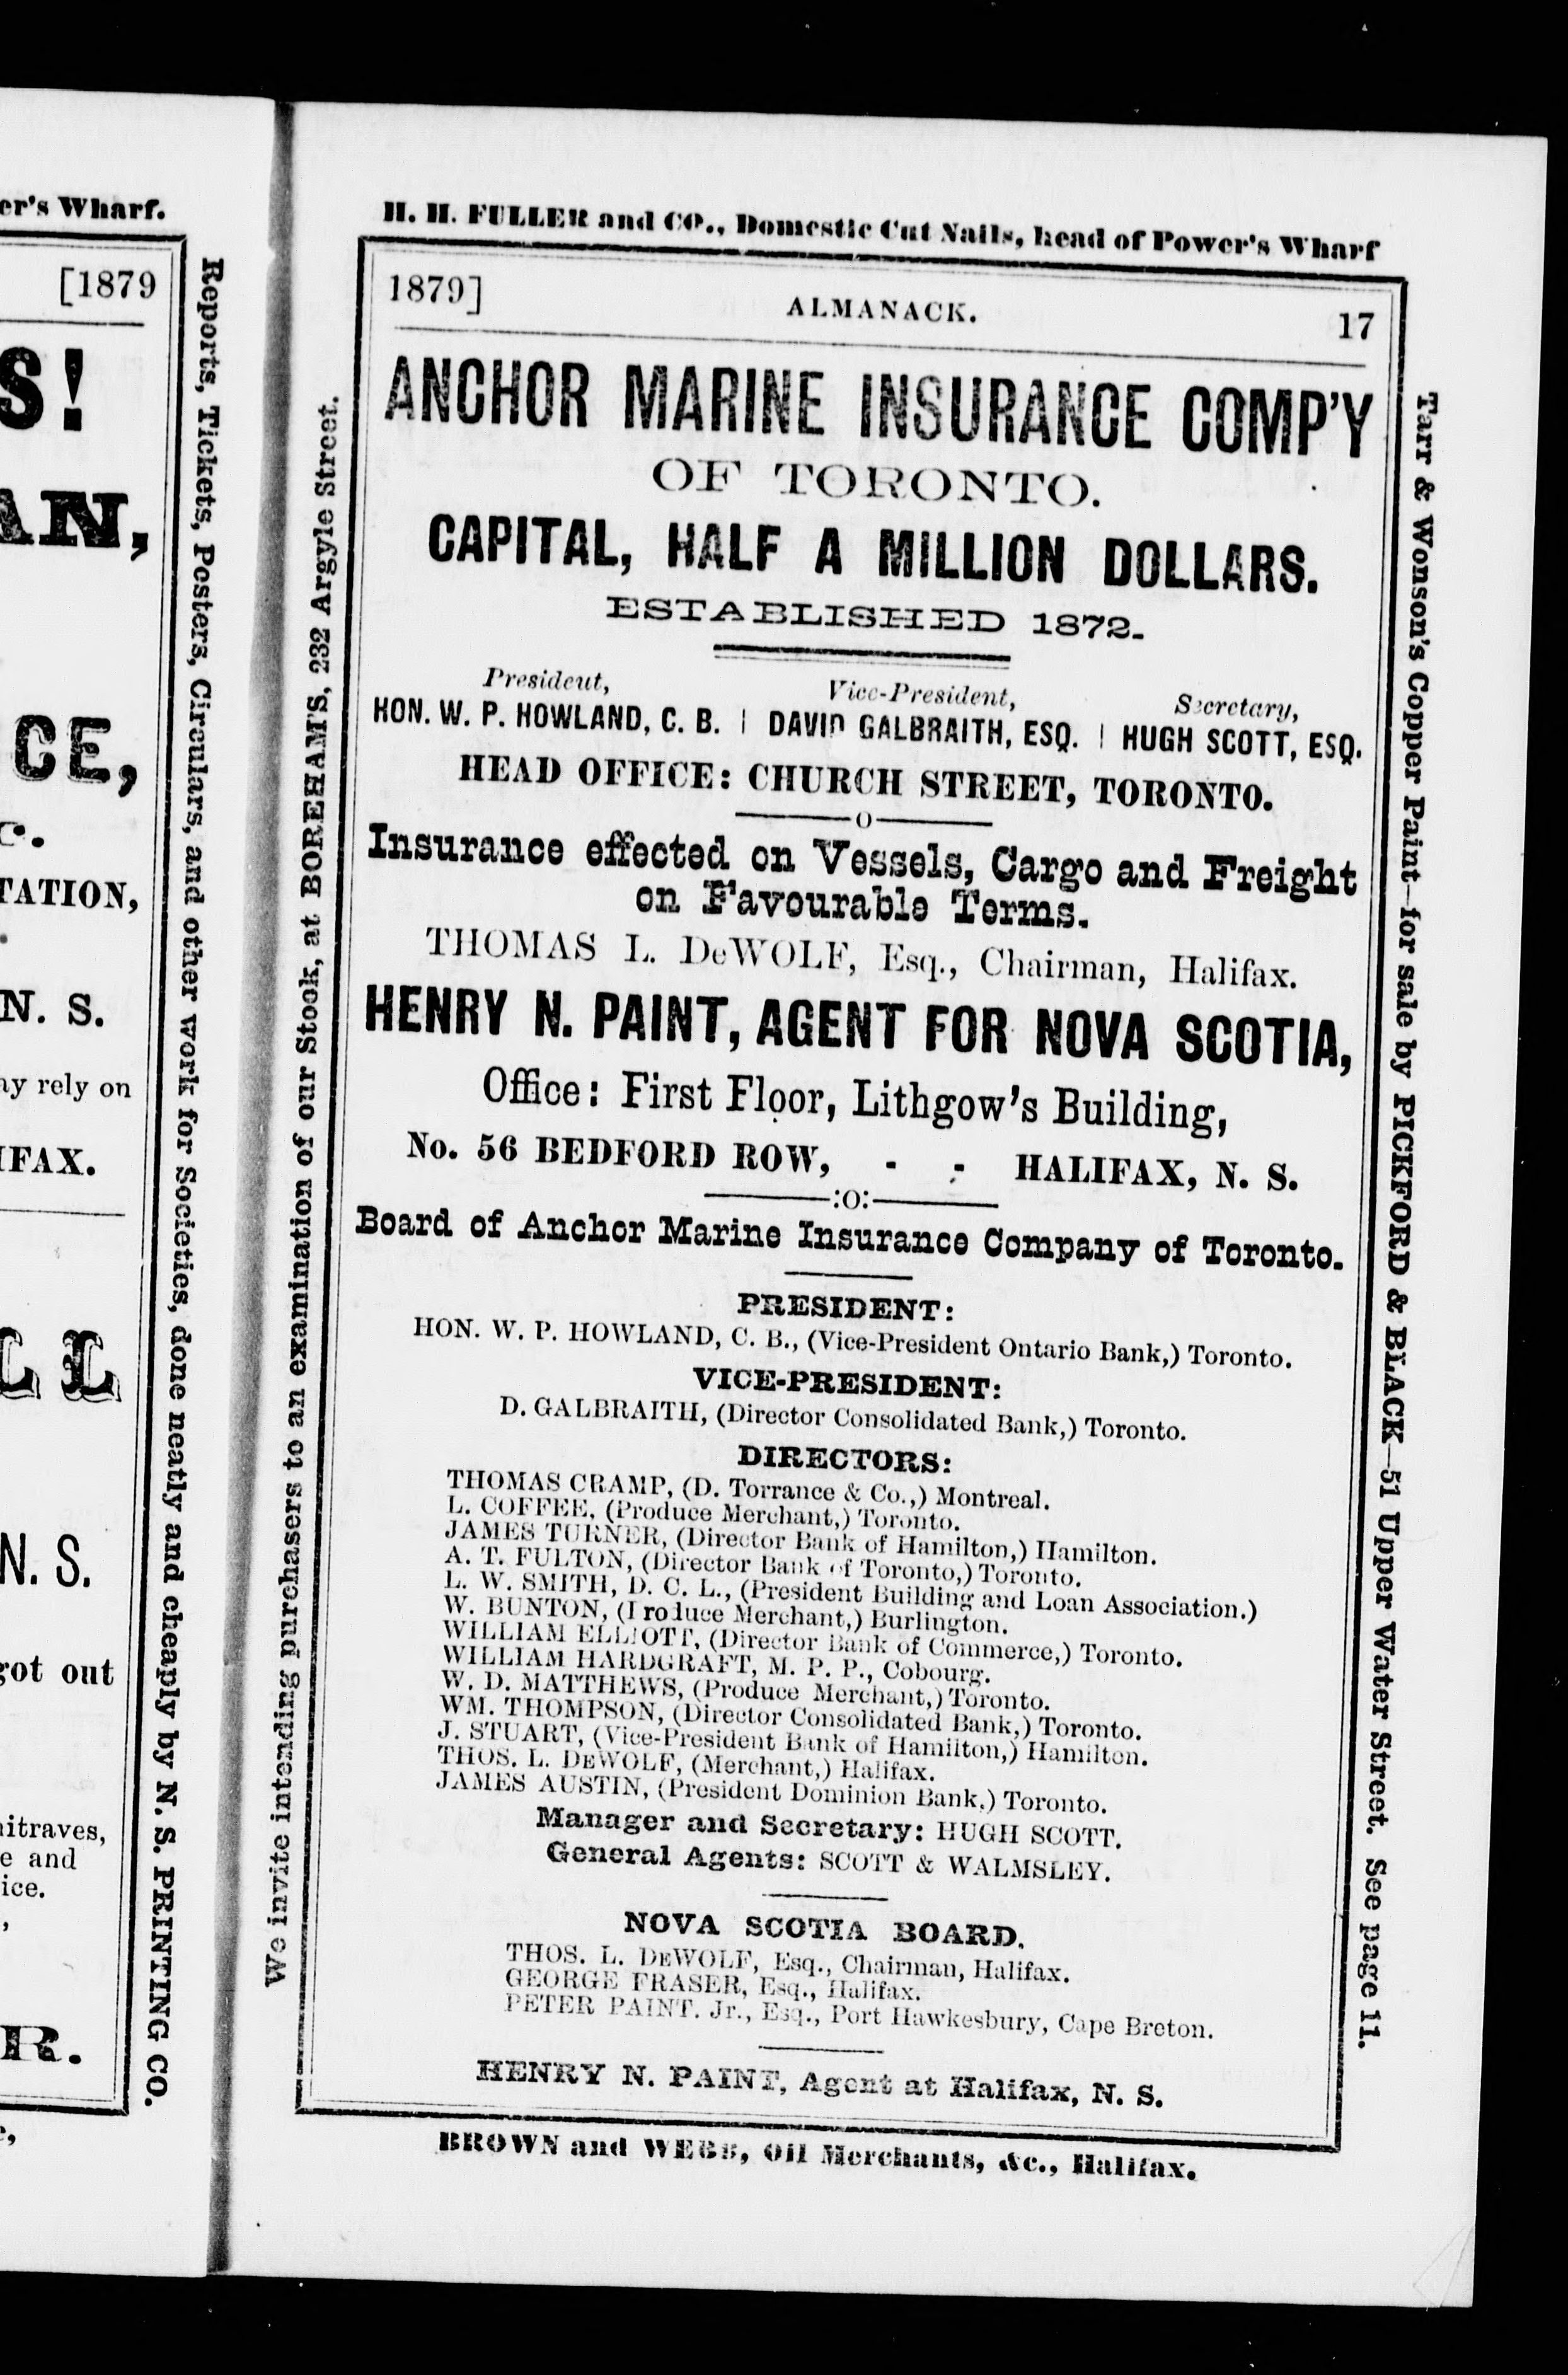 er's Wharf.
[1879
S!
AN,
CE,
c.
TATION,
N. S.
ay rely on
IFAX.
LL
N. S.
got out
nitraves,
e and
ice.
R.
Reports, Tickets, Posters, Circulars, and other work for Societies, done neatly and cheaply by N. S. PRINTING CO.
We invite intending purchasers to an examination of our Stock, at BOREHAM'S, 232 Argyle Street.
H. H. FULLER and CO., Domestic Cut Nails, head of Power's Wharf
1879] ALMANACK. 17
ANCHOR MARINE INSURANCE COMP'Y
OF TORONTO.
CAPITAL, HALF A MILLION DOLLARS.
ESTABLISHED 1872.
President, Vice-President, Secretary,
HON. W. P. HOWLAND, C. B. | DAVID GALBRAITH, ESQ. | HUGH SCOTT, ESQ.
HEAD OFFICE: CHURCH STREET, TORONTO.
o
Insurance effected on Vessels, Cargo and Freight
on Favourable Terms.
THOMAS L. DeWOLF, Esq., Chairman, Halifax.
HENRY N. PAINT, AGENT FOR NOVA SCOTIA,
Office: First Floor, Lithgow's Building,
No. 56 BEDFORD ROW, - - HALIFAX, N. S.
:o:
Board of Anchor Marine Insurance Company of Toronto.
PRESIDENT:
HON. W. P. HOWLAND, C. B., (Vice-President Ontario Bank,) Toronto.
VICE-PRESIDENT:
D. GALBRAITH, (Director Consolidated Bank,) Toronto.
DIRECTORS:
THOMAS CRAMP, (D. Torrance & Co.,) Montreal.
L. COFFEE, (Produce Merchant,) Toronto.
JAMES TURNER, (Director Bank of Hamilton,) Hamilton.
A. T. FULTON, (Director Bank of Toronto,) Toronto.
L. W. SMITH, D. C. L., (President Building and Loan Association.)
W. BUNTON, (Produce Merchant,) Burlington.
WILLIAM ELLIOTT, (Director Bank of Commerce,) Toronto.
WILLIAM HARDGRAFT, M. P. P., Cobourg.
W. D. MATTHEWS, (Produce Merchant,) Toronto.
WM. THOMPSON, (Director Consolidated Bank,) Toronto.
J. STUART, (Vice-President Bank of Hamilton,) Hamilton.
THOS. L. DEWOLF, (Merchant,) Halifax.
JAMES AUSTIN, (President Dominion Bank,) Toronto.
Manager and Secretary: HUGH SCOTT.
General Agents: SCOTT & WALMSLEY.
NOVA SCOTIA BOARD.
THOS. L. DEWOLF, Esq., Chairman, Halifax.
GEORGE FRASER, Esq., Halifax.
PETER PAINT. Jr., Esq., Port Hawkesbury, Cape Breton.
HENRY N. PAINT, Agent at Halifax, N. S.
BROWN and WEBB, Oil Merchants, &c., Halifax.
Tarr & Wonson's Copper Paint—for sale by PICKFORD & BLACK—51 Upper Water Street. See page 11.